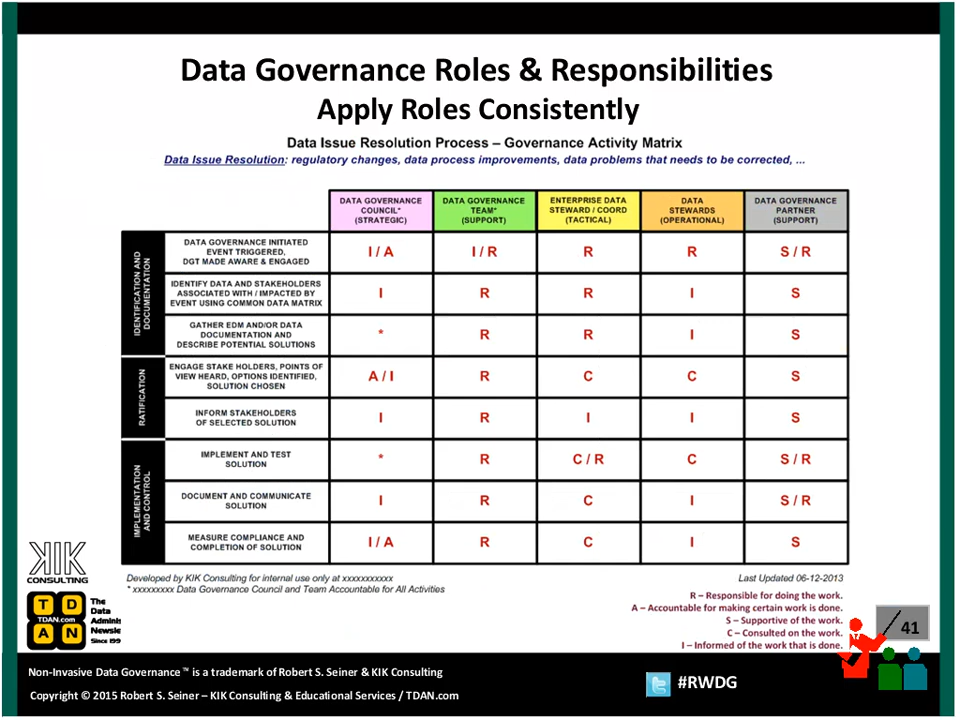 Data Governance Roles & Responsibilities
Apply Roles Consistently
Data Issue Resolution Process – Governance Activity Matrix
Data Issue Resolution: regulatory changes, data process improvements, data problems that needs to be corrected, ...
DATA GOVERNANCE
COUNCIL*
(STRATEGIC)
DATA GOVERNANCE
TEAM*
(SUPPORT)
ENTERPRISE DATA
STEWARD / COORD
(TACTICAL)
DATA
STEWARDS
(OPERATIONAL)
DATA GOVERNANCE
PARTNER
(SUPPORT)
IDENTIFICATION AND
DOCUMENTATION
DATA GOVERNANCE INITIATED
EVENT TRIGGERED,
DGT MADE AWARE & ENGAGED
I / A I / R R R S / R
IDENTIFY DATA AND STAKEHOLDERS
ASSOCIATED WITH / IMPACTED BY
EVENT USING COMMON DATA MATRIX
I R R I S
GATHER EDM AND/OR DATA
DOCUMENTATION AND
DESCRIBE POTENTIAL SOLUTIONS
* R R I S
RATIFICATION
ENGAGE STAKE HOLDERS, POINTS OF
VIEW HEARD, OPTIONS IDENTIFIED,
SOLUTION CHOSEN
A / I R C C S
INFORM STAKEHOLDERS
OF SELECTED SOLUTION
I R I I S
IMPLEMENTATION
AND CONTROL
IMPLEMENT AND TEST
SOLUTION
* R C / R C S / R
DOCUMENT AND COMMUNICATE
SOLUTION
I R C I S / R
MEASURE COMPLIANCE AND
COMPLETION OF SOLUTION
I / A R C I S
Developed by KIK Consulting for internal use only at xxxxxxxxxxx
* xxxxxxxxx Data Governance Council and Team Accountable for All Activities
Last Updated 06-12-2013
R – Responsible for doing the work.
A – Accountable for making certain work is done.
S – Supportive of the work.
C – Consulted on the work.
I – Informed of the work that is done.
KIK
CONSULTING
T D
TDAN.com
A N
The
Data
Adminis
Newsle
Since 199
41
Non-Invasive Data Governance™ is a trademark of Robert S. Seiner & KIK Consulting
Copyright © 2015 Robert S. Seiner – KIK Consulting & Educational Services / TDAN.com
#RWDG